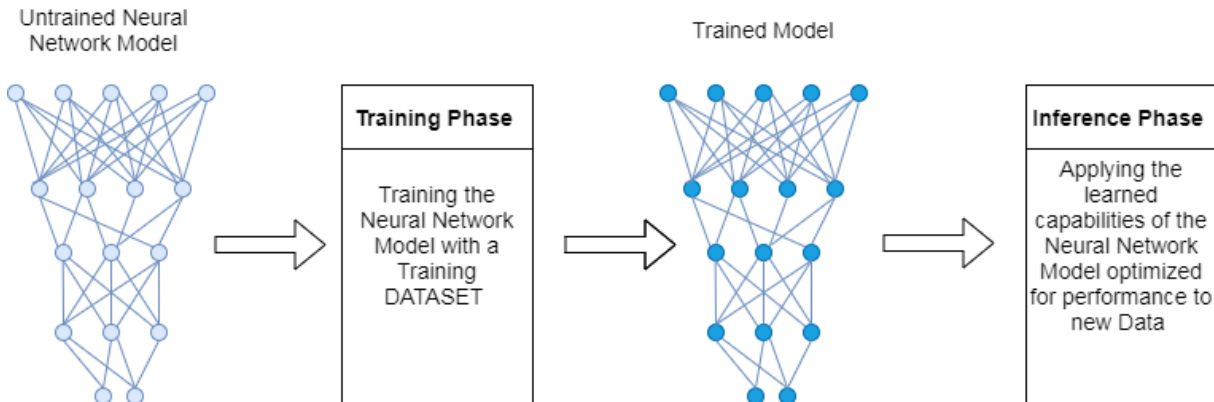 Untrained Neural
Network Model
Trained Model
Training Phase
Training the
Neural Network
Model with a
Training
DATASET
Inference Phase
Applying the
learned
capabilities of the
Neural Network
Model optimized
for performance to
new Data